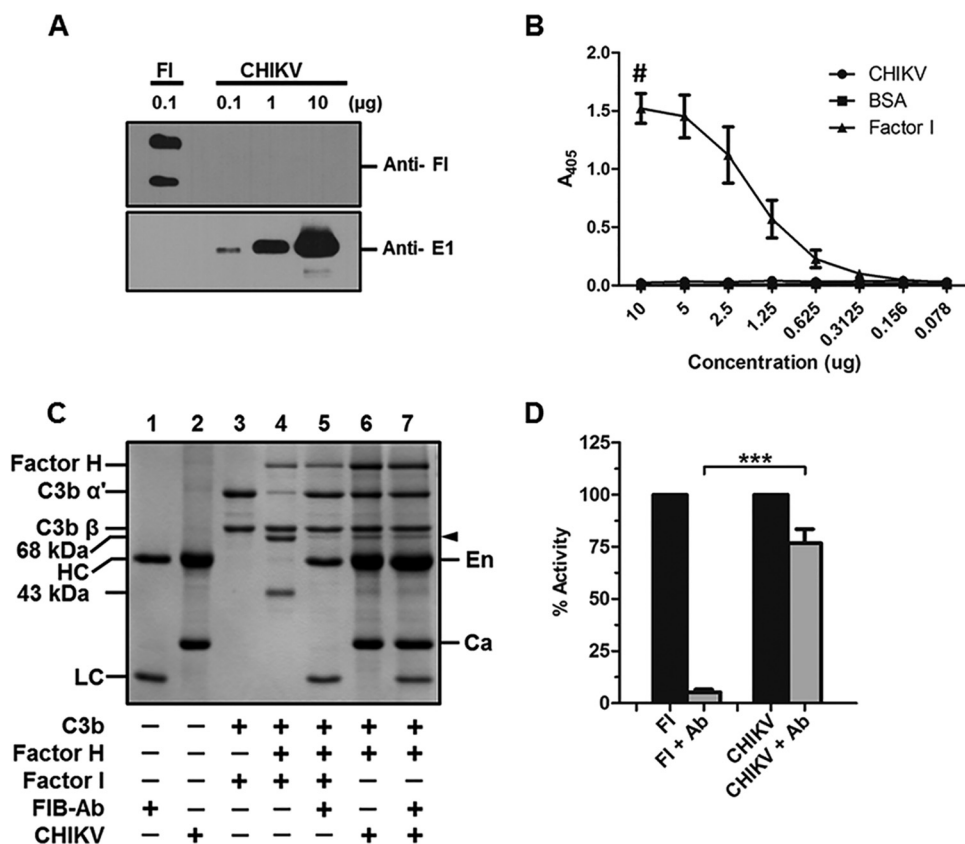 A
FI CHIKV
0.1 0.1 1 10 (µg)
Anti- FI
Anti- E1
B
2.0
1.5
1.0
0.5
0.0
A405
#
CHIKV
BSA
Factor I
10 5 2.5 1.25 0.625 0.3125 0.156 0.078
Concentration (ug)
C
1 2 3 4 5 6 7
Factor H
C3b α'
C3b β
68 kDa
HC
43 kDa
LC
En
Ca
C3b – – + + + + +
Factor H – – – + + + +
Factor I – – + + + – –
FIB-Ab + – – – + – +
CHIKV – + – – – + +
D
125
100
75
50
25
0
% Activity
***
FI
FI + Ab
CHIKV
CHIKV + Ab